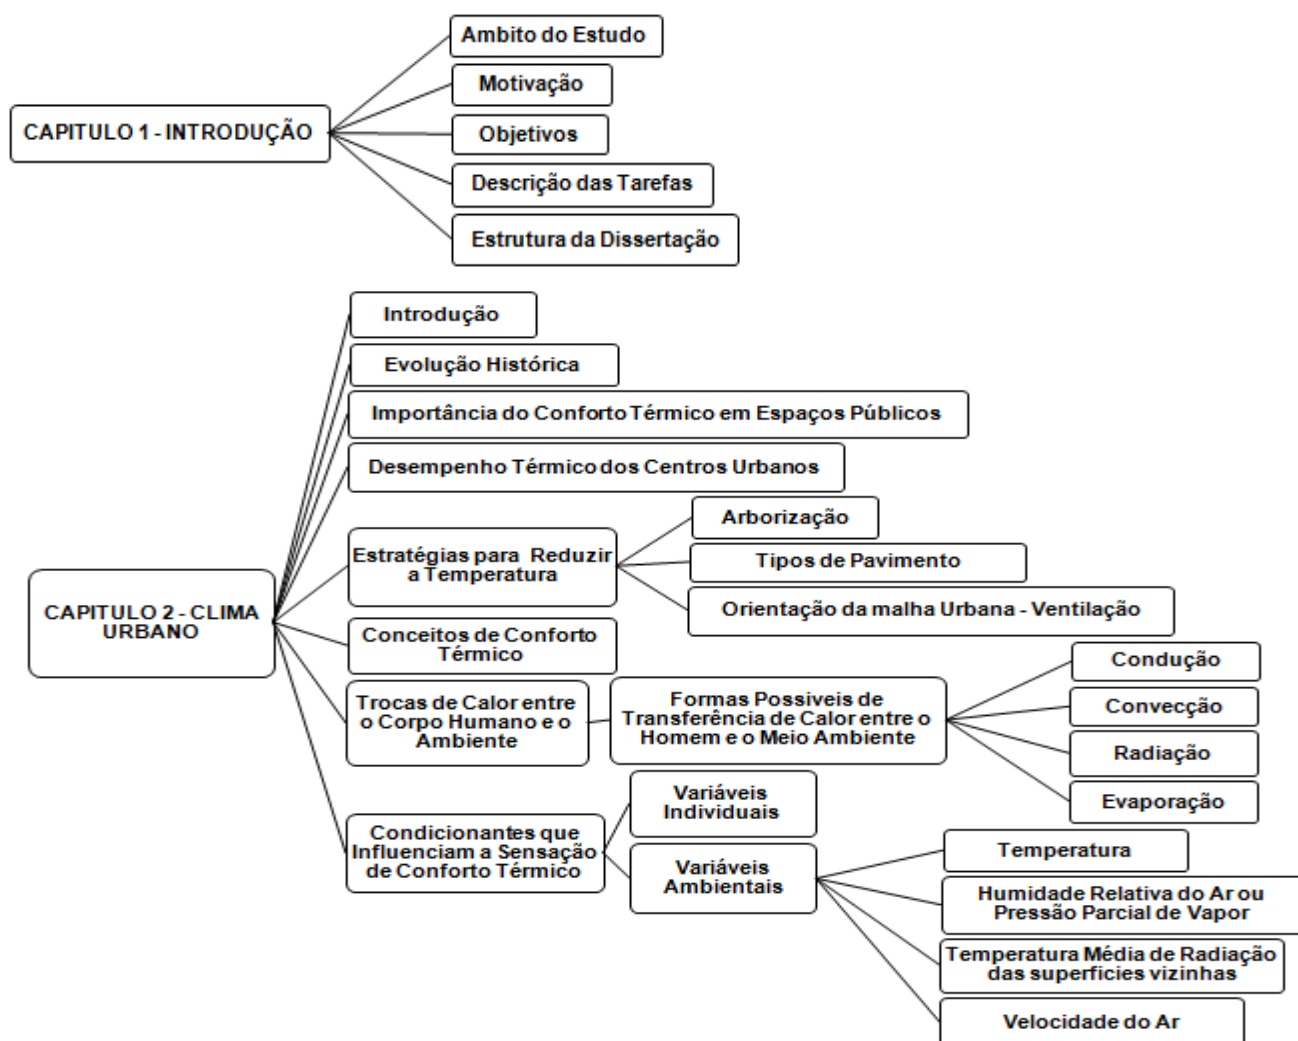 Ambito do Estudo
Motivação
CAPITULO 1 - INTRODUÇÃO
Objetivos
Descrição das Tarefas
Estrutura da Dissertação
Introdução
Evolução Histórica
Importância do Conforto Térmico em Espaços Públicos
Desempenho Térmico dos Centros Urbanos
Estratégias para Reduzir
a Temperatura
Arborização
Tipos de Pavimento
Orientação da malha Urbana - Ventilação
CAPITULO 2 - CLIMA
URBANO
Conceitos de Conforto
Térmico
Trocas de Calor entre
o Corpo Humano e o
Ambiente
Formas Possiveis de
Transferência de Calor entre o
Homem e o Meio Ambiente
Condução
Convecção
Radiação
Evaporação
Condicionantes que
Influenciam a Sensação
de Conforto Térmico
Variáveis
Individuais
Variáveis
Ambientais
Temperatura
Humidade Relativa do Ar ou
Pressão Parcial de Vapor
Temperatura Média de Radiação
das superficies vizinhas
Velocidade do Ar